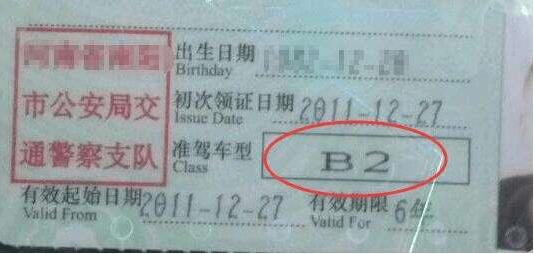 出生日期
Birthday
市公安局交
初次领证日期 2011-12-27
Issue Date
通警察支队
准驾车型 B2
Class
有效起始日期 2011-12-27
Valid From
有效期限 6年
Valid For